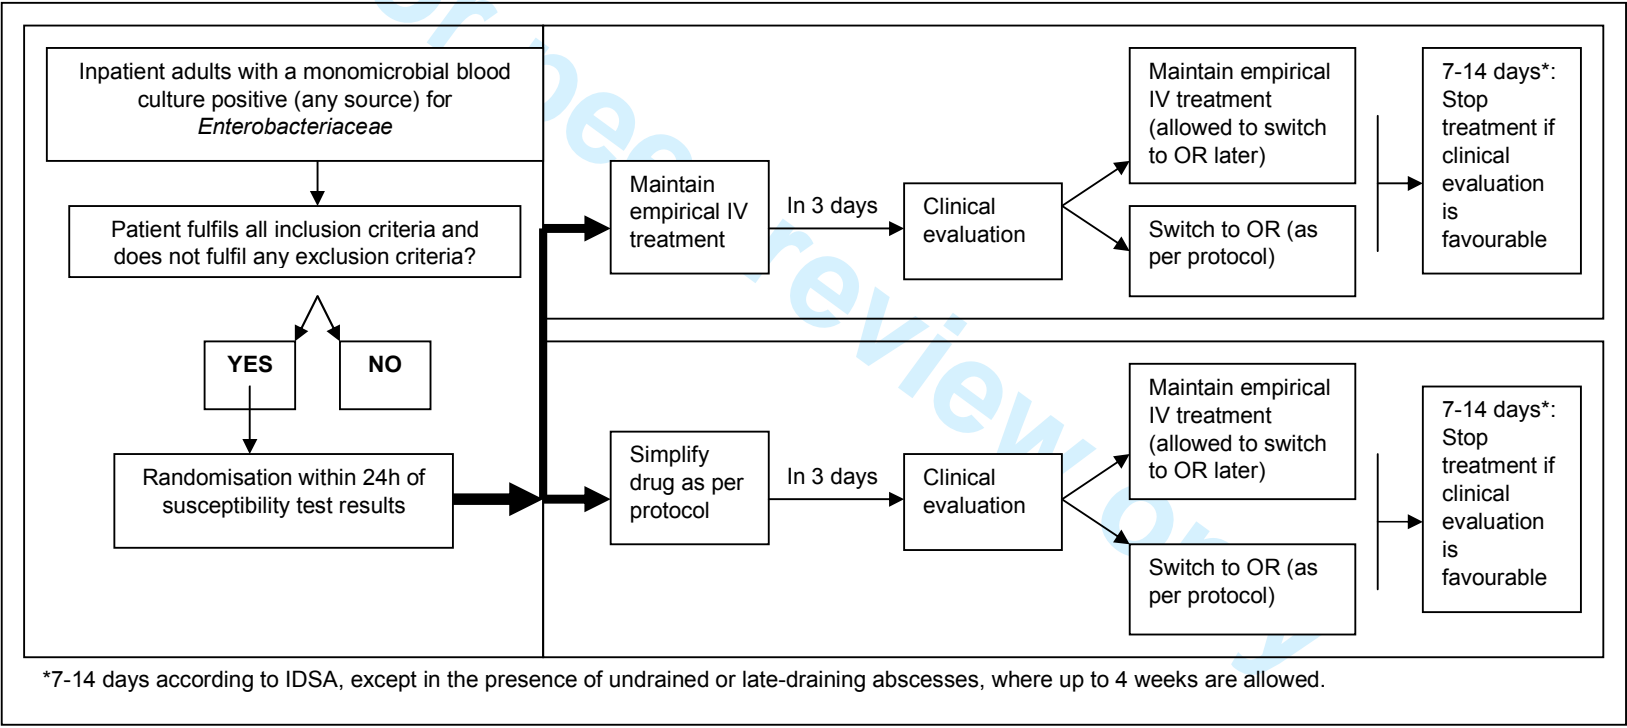 Inpatient adults with a monomicrobial blood
culture positive (any source) for
Enterobacteriaceae
Patient fulfils all inclusion criteria and
does not fulfil any exclusion criteria?
YES
NO
Randomisation within 24h of
susceptibility test results
Maintain
empirical IV
treatment
In 3 days
Clinical
evaluation
Maintain empirical
IV treatment
(allowed to switch
to OR later)
Switch to OR (as
per protocol)
7-14 days*:
Stop
treatment if
clinical
evaluation
is
favourable
Simplify
drug as per
protocol
In 3 days
Clinical
evaluation
Maintain empirical
IV treatment
(allowed to switch
to OR later)
Switch to OR (as
per protocol)
7-14 days*:
Stop
treatment if
clinical
evaluation
is
favourable
*7-14 days according to IDSA, except in the presence of undrained or late-draining abscesses, where up to 4 weeks are allowed.
or peer review only